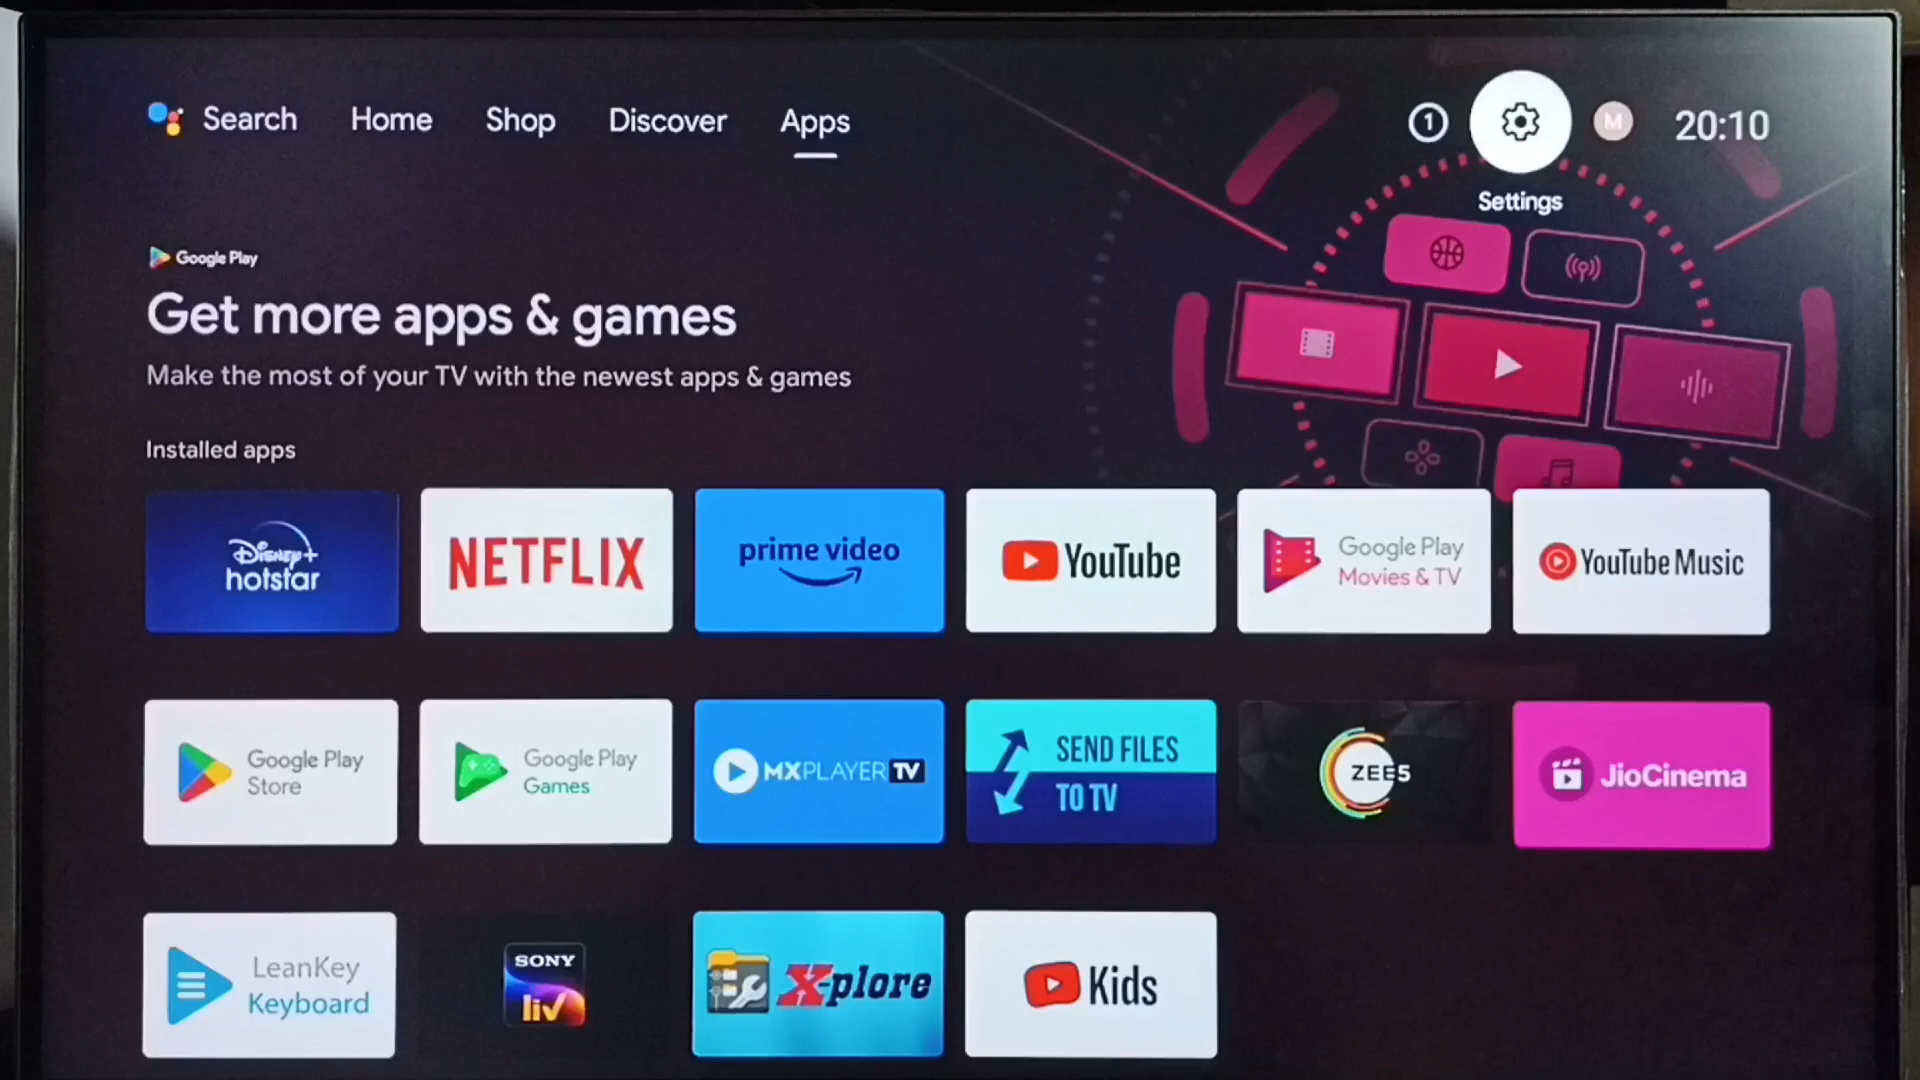 Search Home Shop Discover Apps
1
M
20:10
Settings
Google Play
Get more apps & games
Make the most of your TV with the newest apps & games
Installed apps
Disney+ hotstar
NETFLIX
prime video
YouTube
Google Play
Movies & TV
YouTube Music
Google Play
Store
Google Play
Games
MXPLAYER TV
SEND FILES
TO TV
ZEE5
JioCinema
LeanKey
Keyboard
SONY
liv
X-plore
Kids